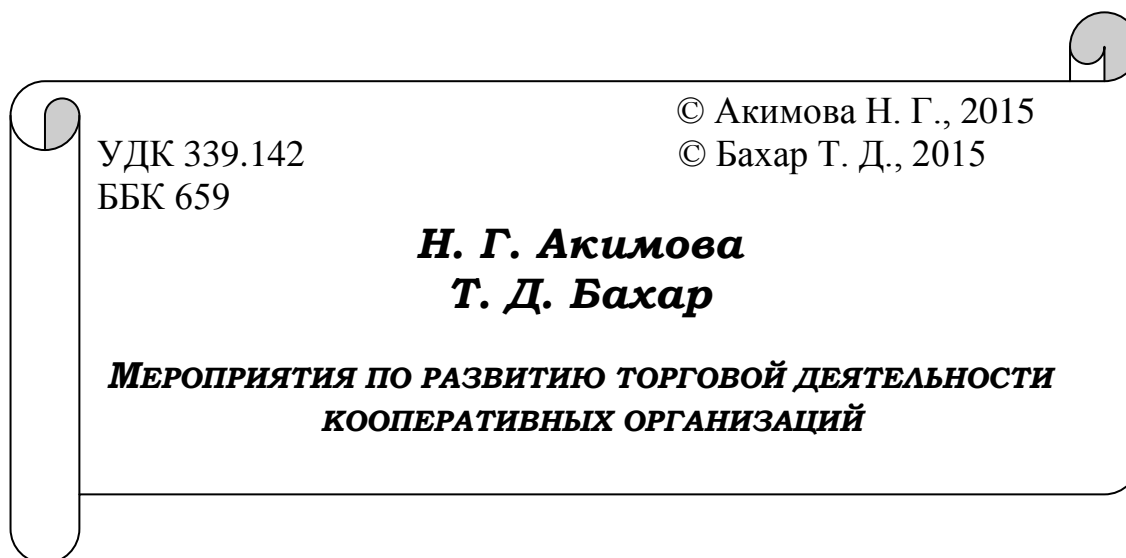 © Акимова Н. Г., 2015
УДК 339.142 © Бахар Т. Д., 2015
ББК 659
Н. Г. Акимова
Т. Д. Бахар
МЕРОПРИЯТИЯ ПО РАЗВИТИЮ ТОРГОВОЙ ДЕЯТЕЛЬНОСТИ
КООПЕРАТИВНЫХ ОРГАНИЗАЦИЙ